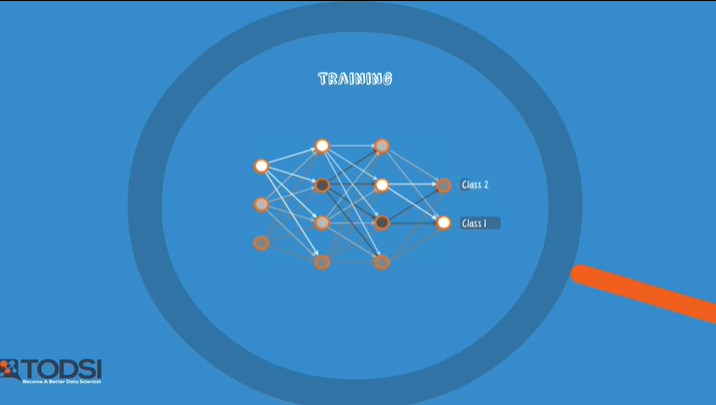 TRAINING
Class 2
Class 1
TODSI
Become A Better Data Scientist